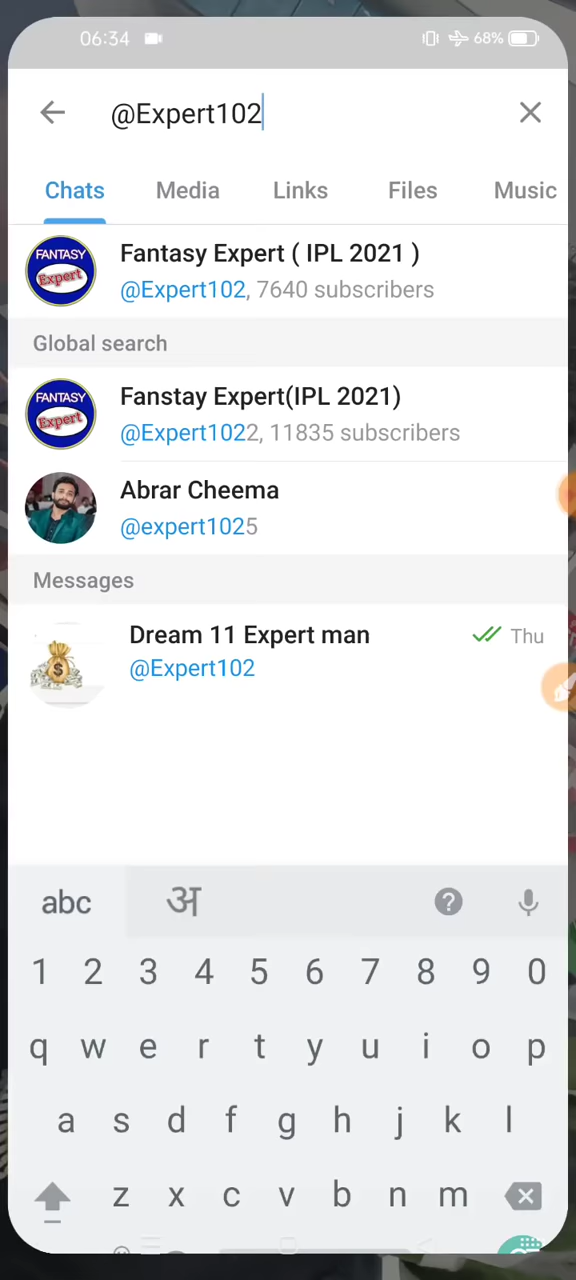 06:34
68%
@Expert102
Chats Media Links Files Music
FANTASY
Expert
Fantasy Expert ( IPL 2021 )
@Expert102, 7640 subscribers
Global search
FANTASY
Expert
Fanstay Expert(IPL 2021)
@Expert1022, 11835 subscribers
Abrar Cheema
@expert1025
Messages
$
Dream 11 Expert man Thu
@Expert102
abc अ ?
1 2 3 4 5 6 7 8 9 0
q w e r t y u i o p
a s d f g h j k l
z x c v b n m